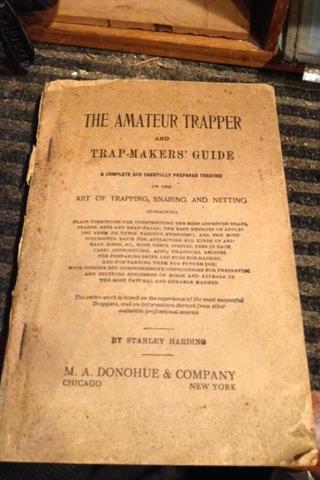 THE AMATEUR TRAPPER
AND
TRAP-MAKERS' GUIDE
A COMPLETE AND CAREFULLY PREPARED TREATISE
ON THE
ART OF TRAPPING, SNARING AND NETTING
CONTAINING
PLAIN DIRECTIONS FOR CONSTRUCTING THE MOST APPROVED TRAPS,
SNARES, NETS AND DEAD-FALLS; THE BEST METHODS OF APPLY-
ING THEM TO THEIR VARIOUS PURPOSES; AND THE MOST
SUCCESSFUL BAITS FOR ATTRACTING ALL KINDS OF ANI-
MALS, BIRDS, &C., WITH THEIR SPECIAL USES IN EACH
CASE; INTRODUCING, ALSO, PRACTICAL RECIPES
FOR PREPARING SKINS AND FURS FOR MARKET,
AND FOR TANNING THEM FOR FUTURE USE;
WITH CONCISE BUT COMPREHENSIVE INSTRUCTIONS FOR PRESERVING
AND STUFFING SPECIMENS OF BIRDS AND ANIMALS IN
THE MOST NATURAL AND DURABLE MANNER
The entire work is based on the experience of the most successful
Trappers, and on information derived from other
authentic professional sources
BY STANLEY HARDING
M. A. DONOHUE & COMPANY
CHICAGO NEW YORK